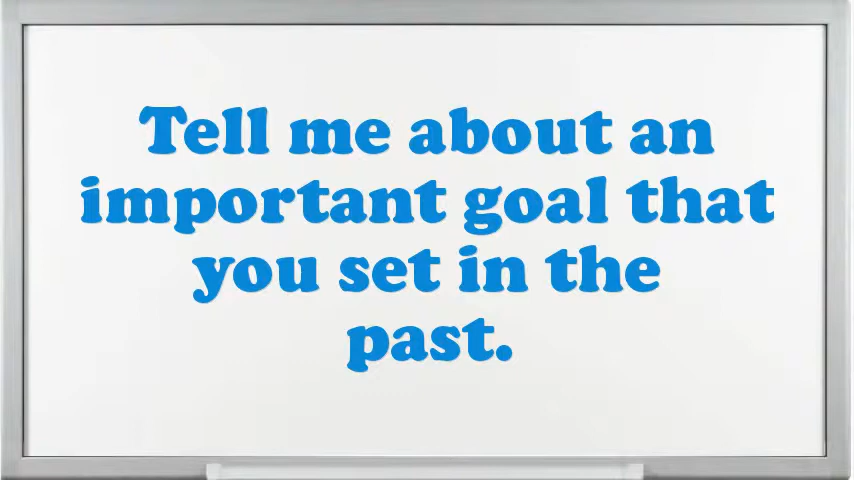 Tell me about an
important goal that
you set in the
past.